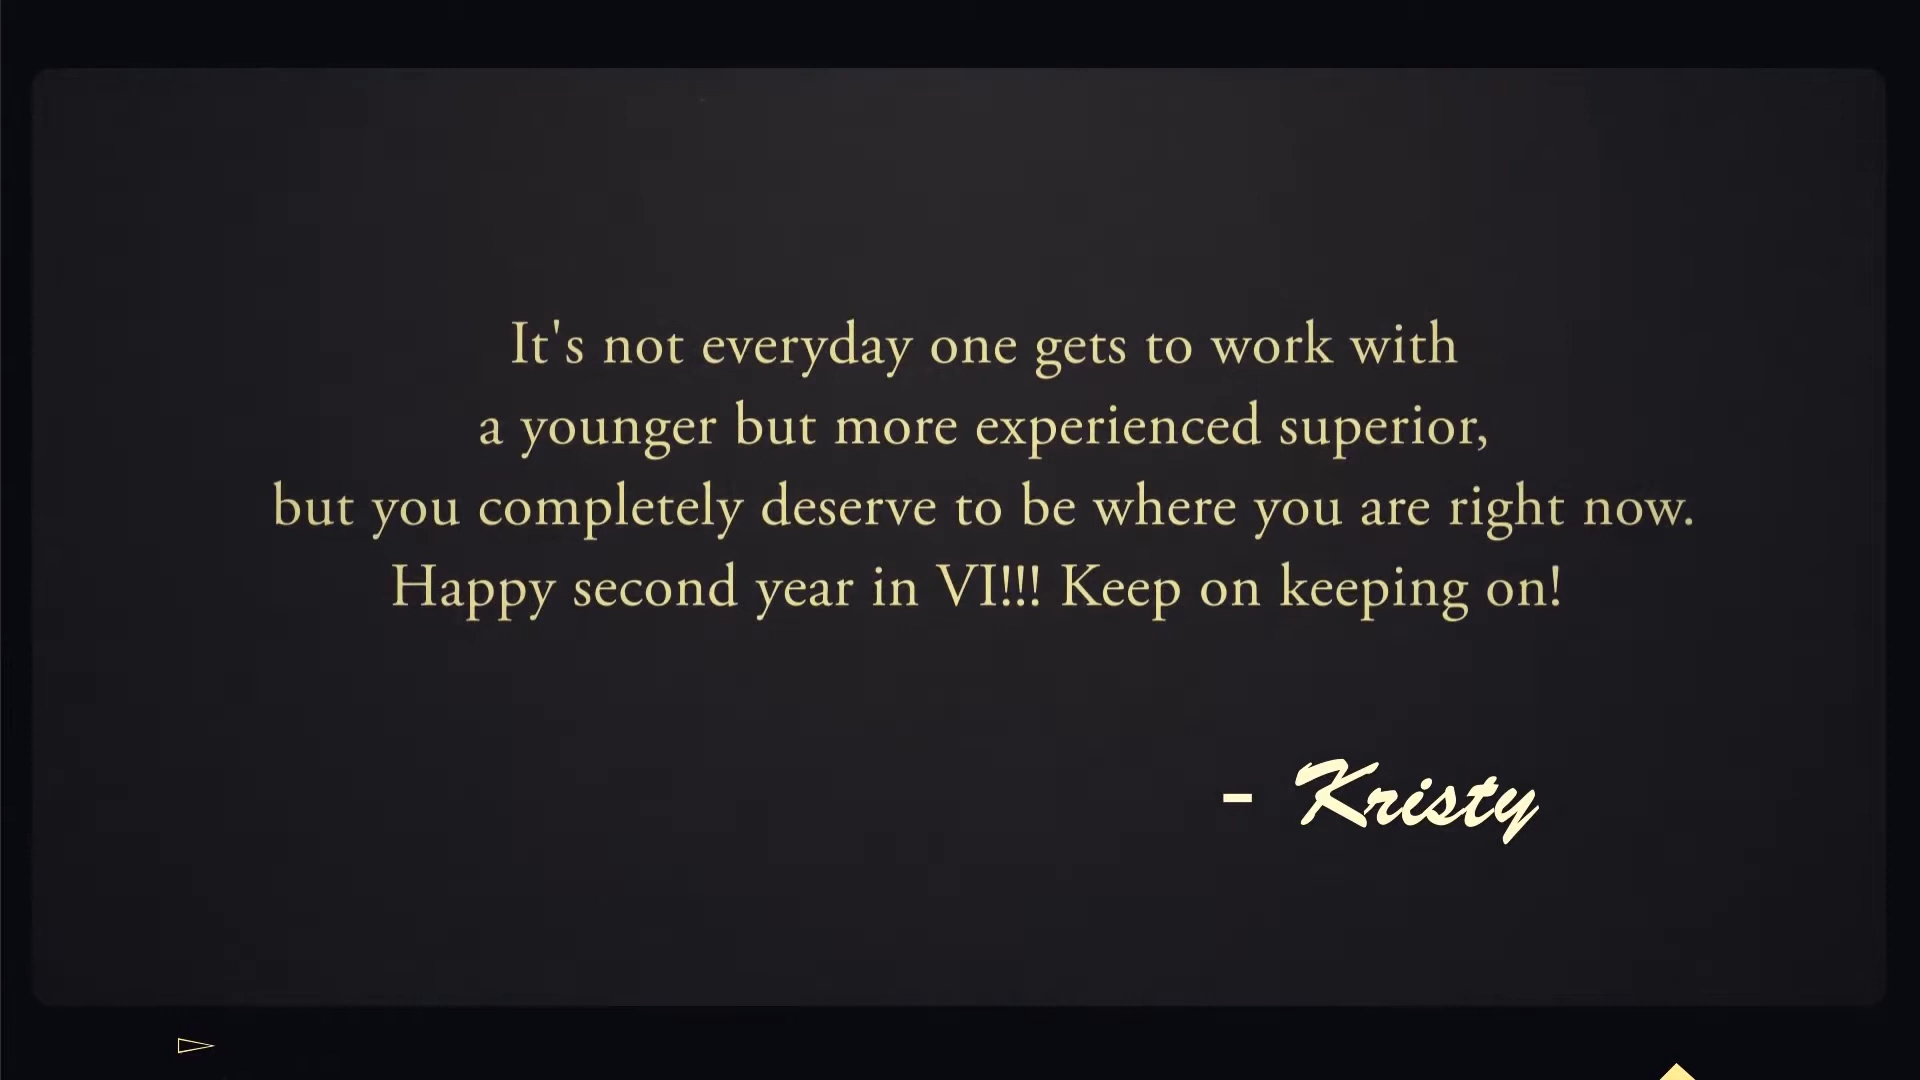 It's not everyday one gets to work with
a younger but more experienced superior,
but you completely deserve to be where you are right now.
Happy second year in VI!!! Keep on keeping on!
- Kristy